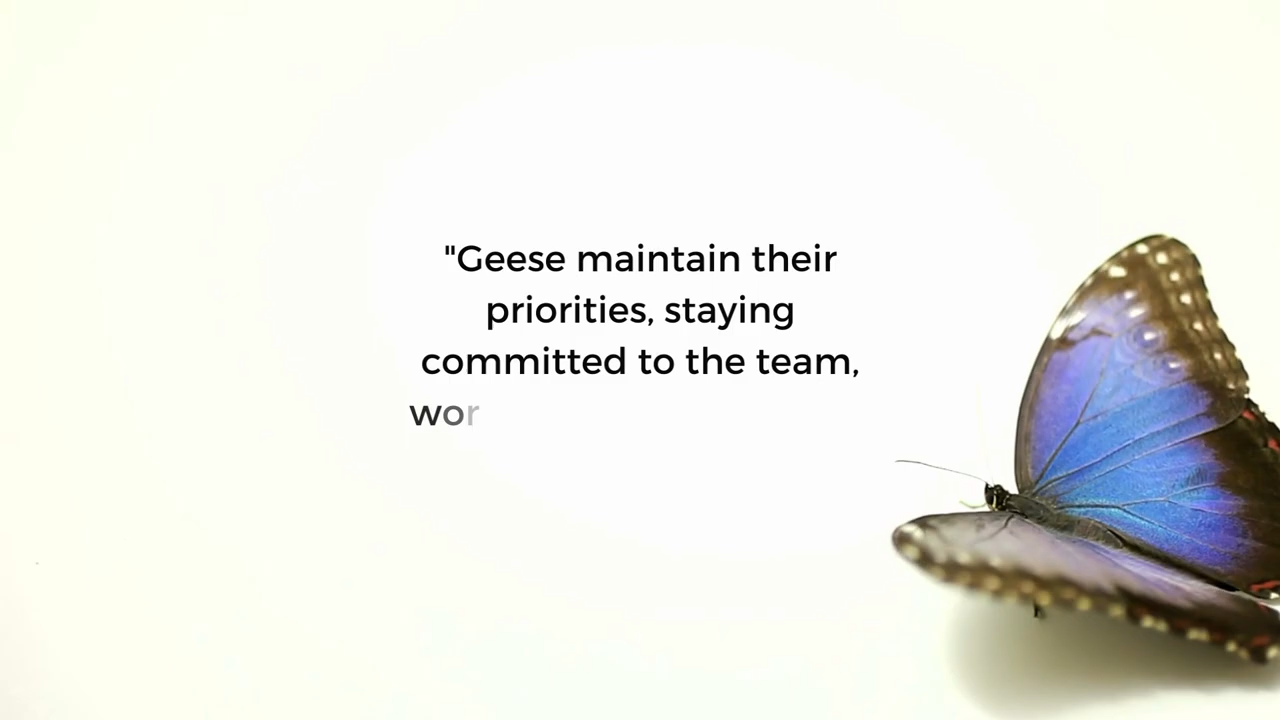 "Geese maintain their
priorities, staying
committed to the team,
wor